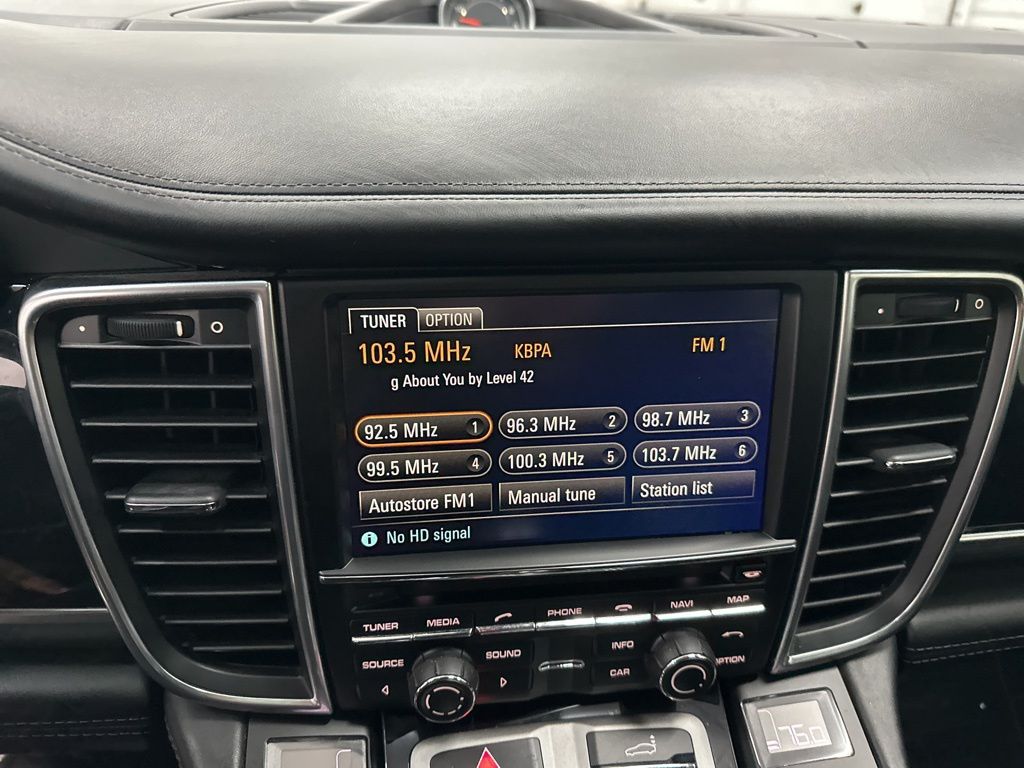 TUNER OPTION
103.5 MHz KBPA FM 1
g About You by Level 42
92.5 MHz 1 96.3 MHz 2 98.7 MHz 3
99.5 MHz 4 100.3 MHz 5 103.7 MHz 6
Autostore FM1 Manual tune Station list
i No HD signal
TUNER MEDIA PHONE NAVI MAP
SOURCE SOUND INFO
CAR OPTION
76.0